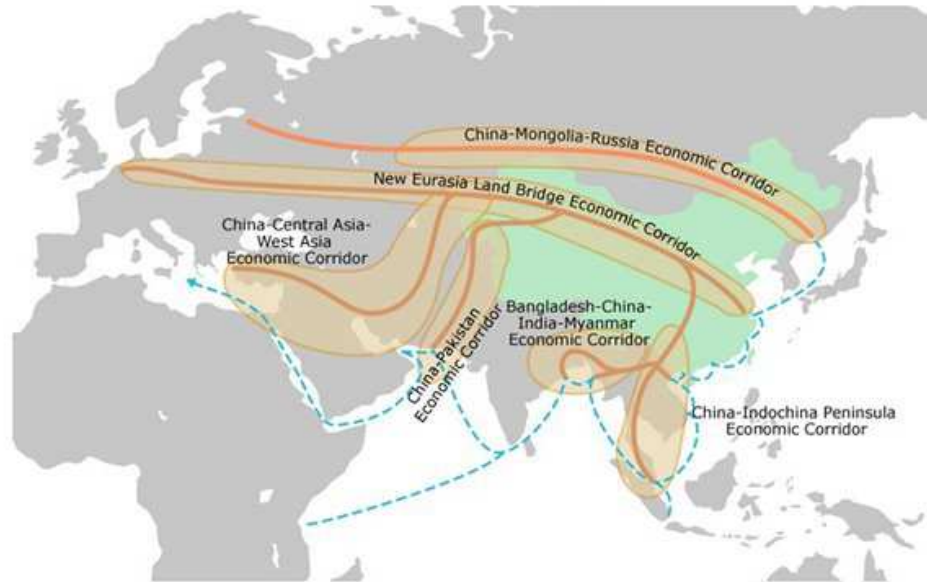 China-Mongolia-Russia Economic Corridor
New Eurasia Land Bridge Economic Corridor
China-Central Asia-
West Asia
Economic Corridor
Bangladesh-China-
India-Myanmar
Economic Corridor
China-Pakistan
Economic Corridor
China-Indochina Peninsula
Economic Corridor